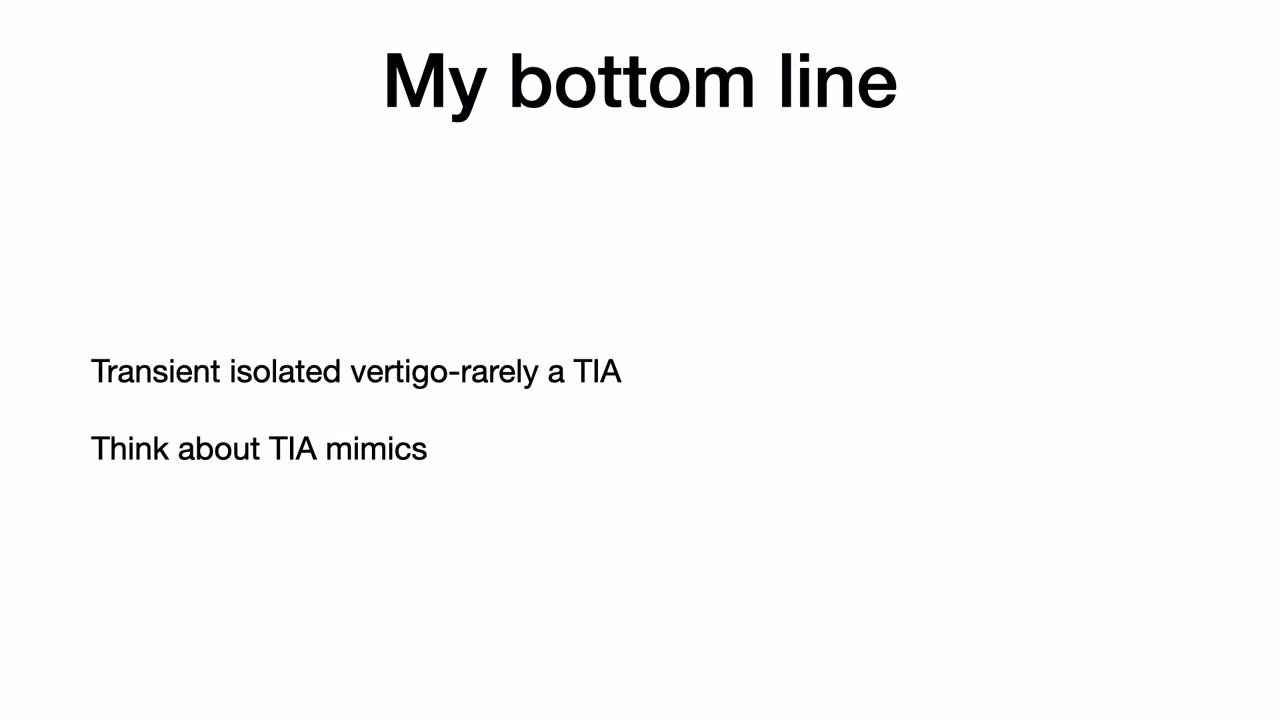 My bottom line
Transient isolated vertigo-rarely a TIA
Think about TIA mimics